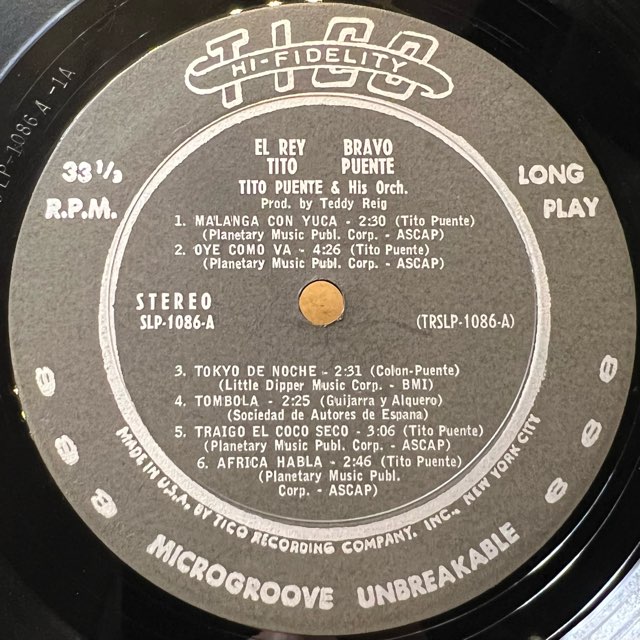 TICO
HI-FIDELITY
EL REY BRAVO
TITO PUENTE
TITO PUENTE & His Orch.
Prod. by Teddy Reig
33 1/3
R.P.M.
LONG
PLAY
1. MALANGA CON YUCA - 2:30 (Tito Puente)
(Planetary Music Publ. Corp. - ASCAP)
2. OYE COMO VA - 4:26 (Tito Puente)
(Planetary Music Publ. Corp. - ASCAP)
STEREO
SLP-1086-A
(TRSLP-1086-A)
3. TOKYO DE NOCHE - 2:31 (Colon-Puente)
(Little Dipper Music Corp. - BMI)
4. TOMBOLA - 2:25 (Guijarra y Alquero)
(Sociedad de Autores de Espana)
5. TRAIGO EL COCO SECO - 3:06 (Tito Puente)
(Planetary Music Publ. Corp. - ASCAP)
6. AFRICA HABLA - 2:46 (Tito Puente)
(Planetary Music Publ.
Corp. - ASCAP)
MADE IN U.S.A. BY TICO RECORDING COMPANY, INC., NEW YORK CITY
MICROGROOVE UNBREAKABLE
LP-1086 A -1A